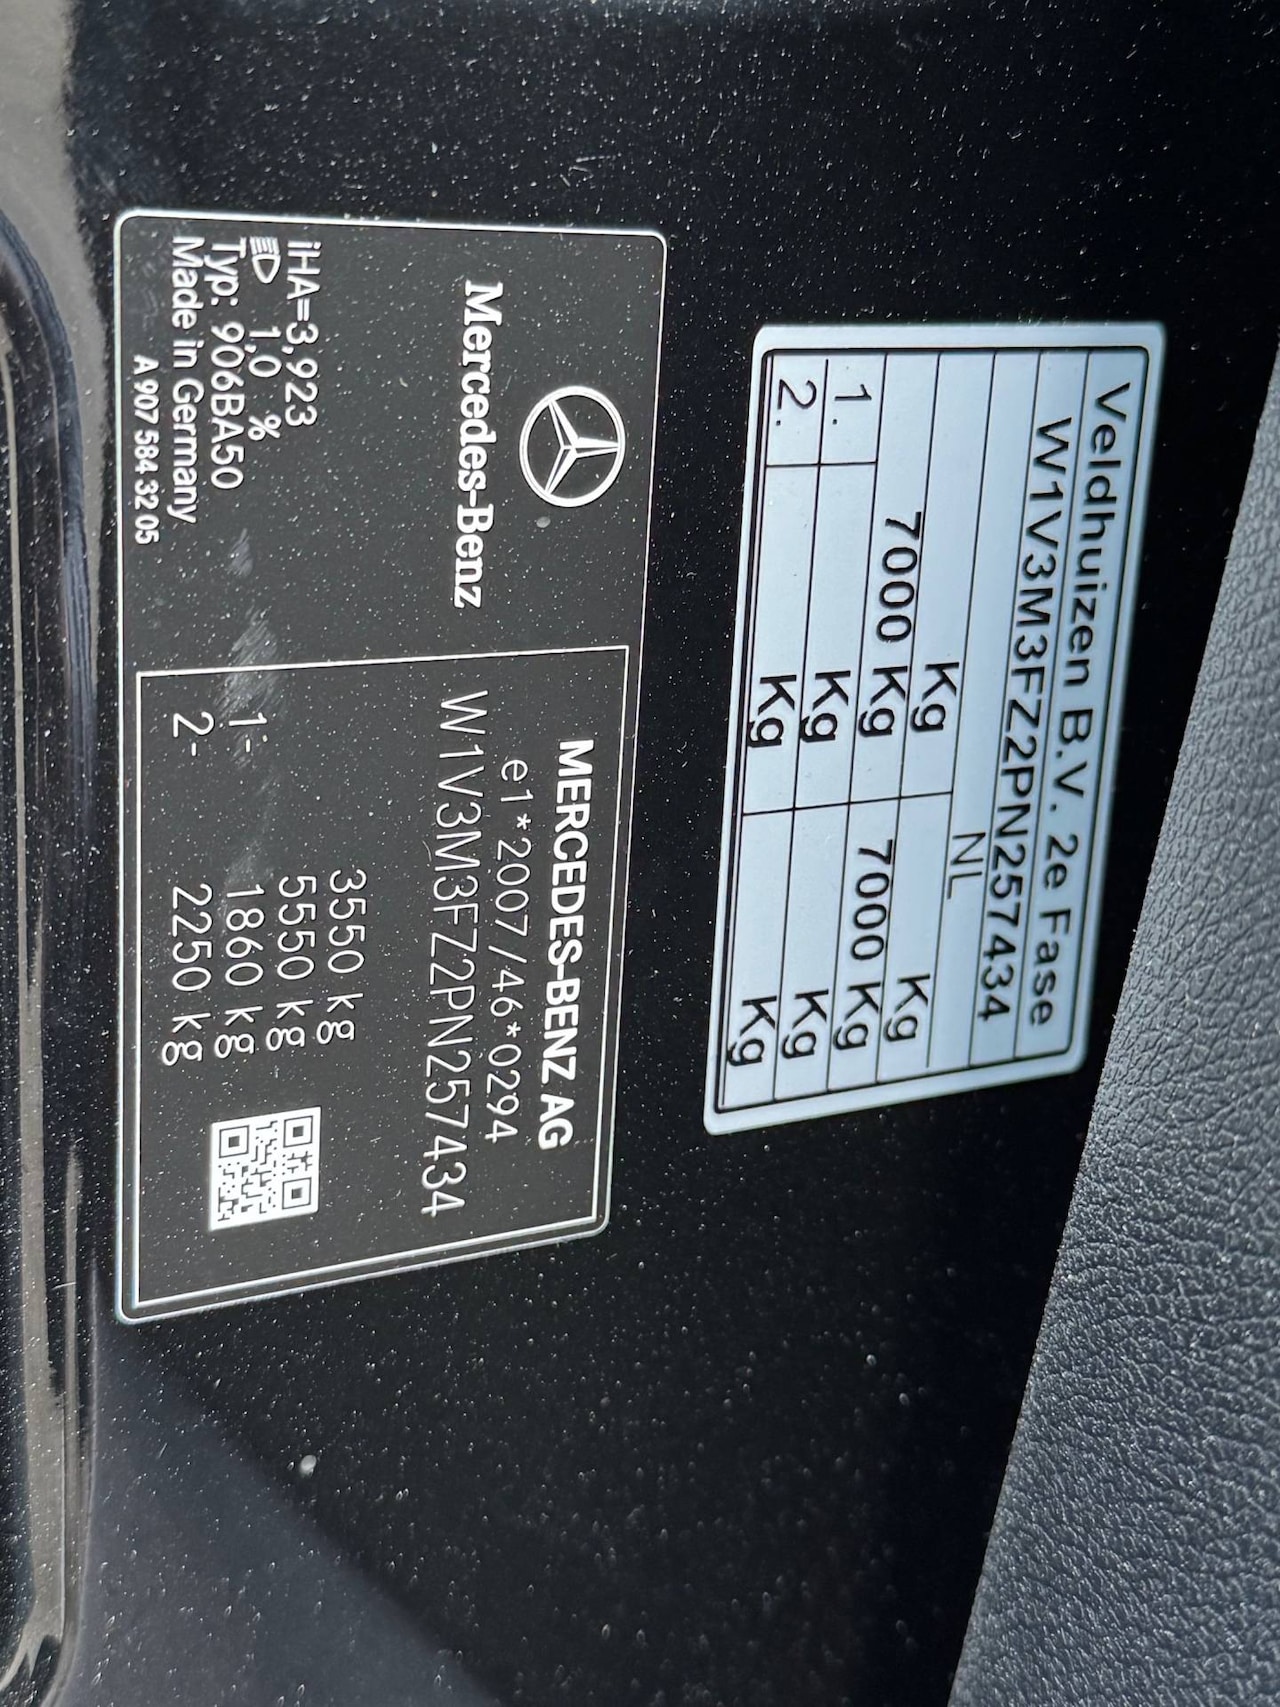 Veldhuizen B.V. 2e Fase
W1V3M3FZ2PN257434
NL
Kg Kg
7000 Kg 7000 Kg
1. Kg Kg
2. Kg Kg
Mercedes-Benz
iHA=3,923
1,0 %
Typ: 906BA50
Made in Germany
A 907 584 32 05
MERCEDES-BENZ AG
e1*2007/46*0294
W1V3M3FZ2PN257434
3550 kg
5550 kg
1- 1860 kg
2- 2250 kg